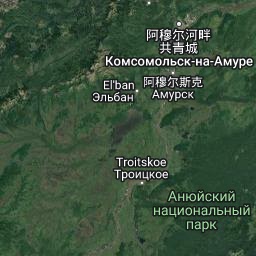 阿穆尔河畔
共青城
Комсомольск-на-Амуре
El'ban
Эльбан
阿穆尔斯克
Амурск
Troitskoe
Троицкое
Анюйский
национальный
парк